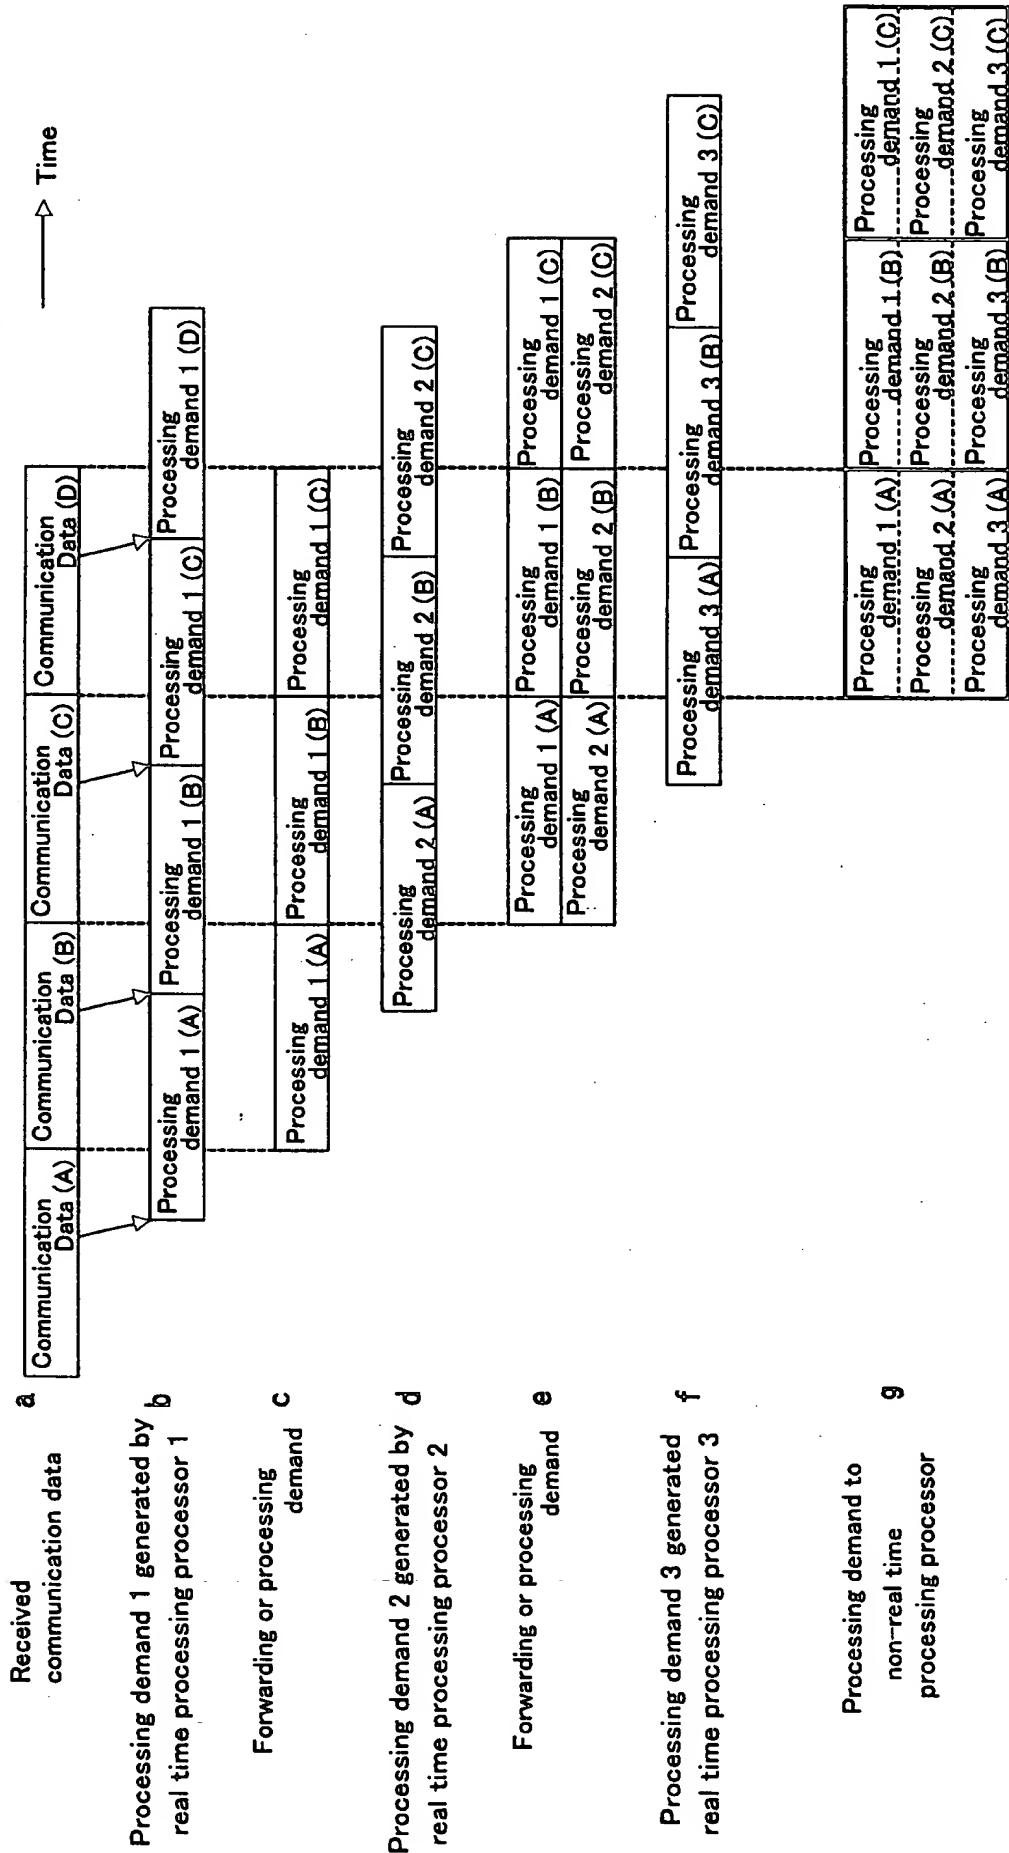 Time
Received
communication data
a
Communication
Data (A)
Communication
Data (B)
Communication
Data (C)
Communication
Data (D)
Processing demand 1 generated by
real time processing processor 1
b
Processing
demand 1 (A)
Processing
demand 1 (B)
Processing
demand 1 (C)
Processing
demand 1 (D)
Forwarding or processing
demand
c
Processing
demand 1 (A)
Processing
demand 1 (B)
Processing
demand 1 (C)
Processing demand 2 generated by
real time processing processor 2
d
Processing
demand 2 (A)
Processing
demand 2 (B)
Processing
demand 2 (C)
Forwarding or processing
demand
e
Processing
demand 1 (A)
Processing
demand 1 (B)
Processing
demand 1 (C)
Processing
demand 2 (A)
Processing
demand 2 (B)
Processing
demand 2 (C)
Processing demand 3 generated
real time processing processor 3
f
Processing
demand 3 (A)
Processing
demand 3 (B)
Processing
demand 3 (C)
Processing demand to
non-real time
processing processor
g
Processing
demand 1 (A)
Processing
demand 1 (B)
Processing
demand 1 (C)
Processing
demand 2 (A)
Processing
demand 2 (B)
Processing
demand 2 (C)
Processing
demand 3 (A)
Processing
demand 3 (B)
Processing
demand 3 (C)